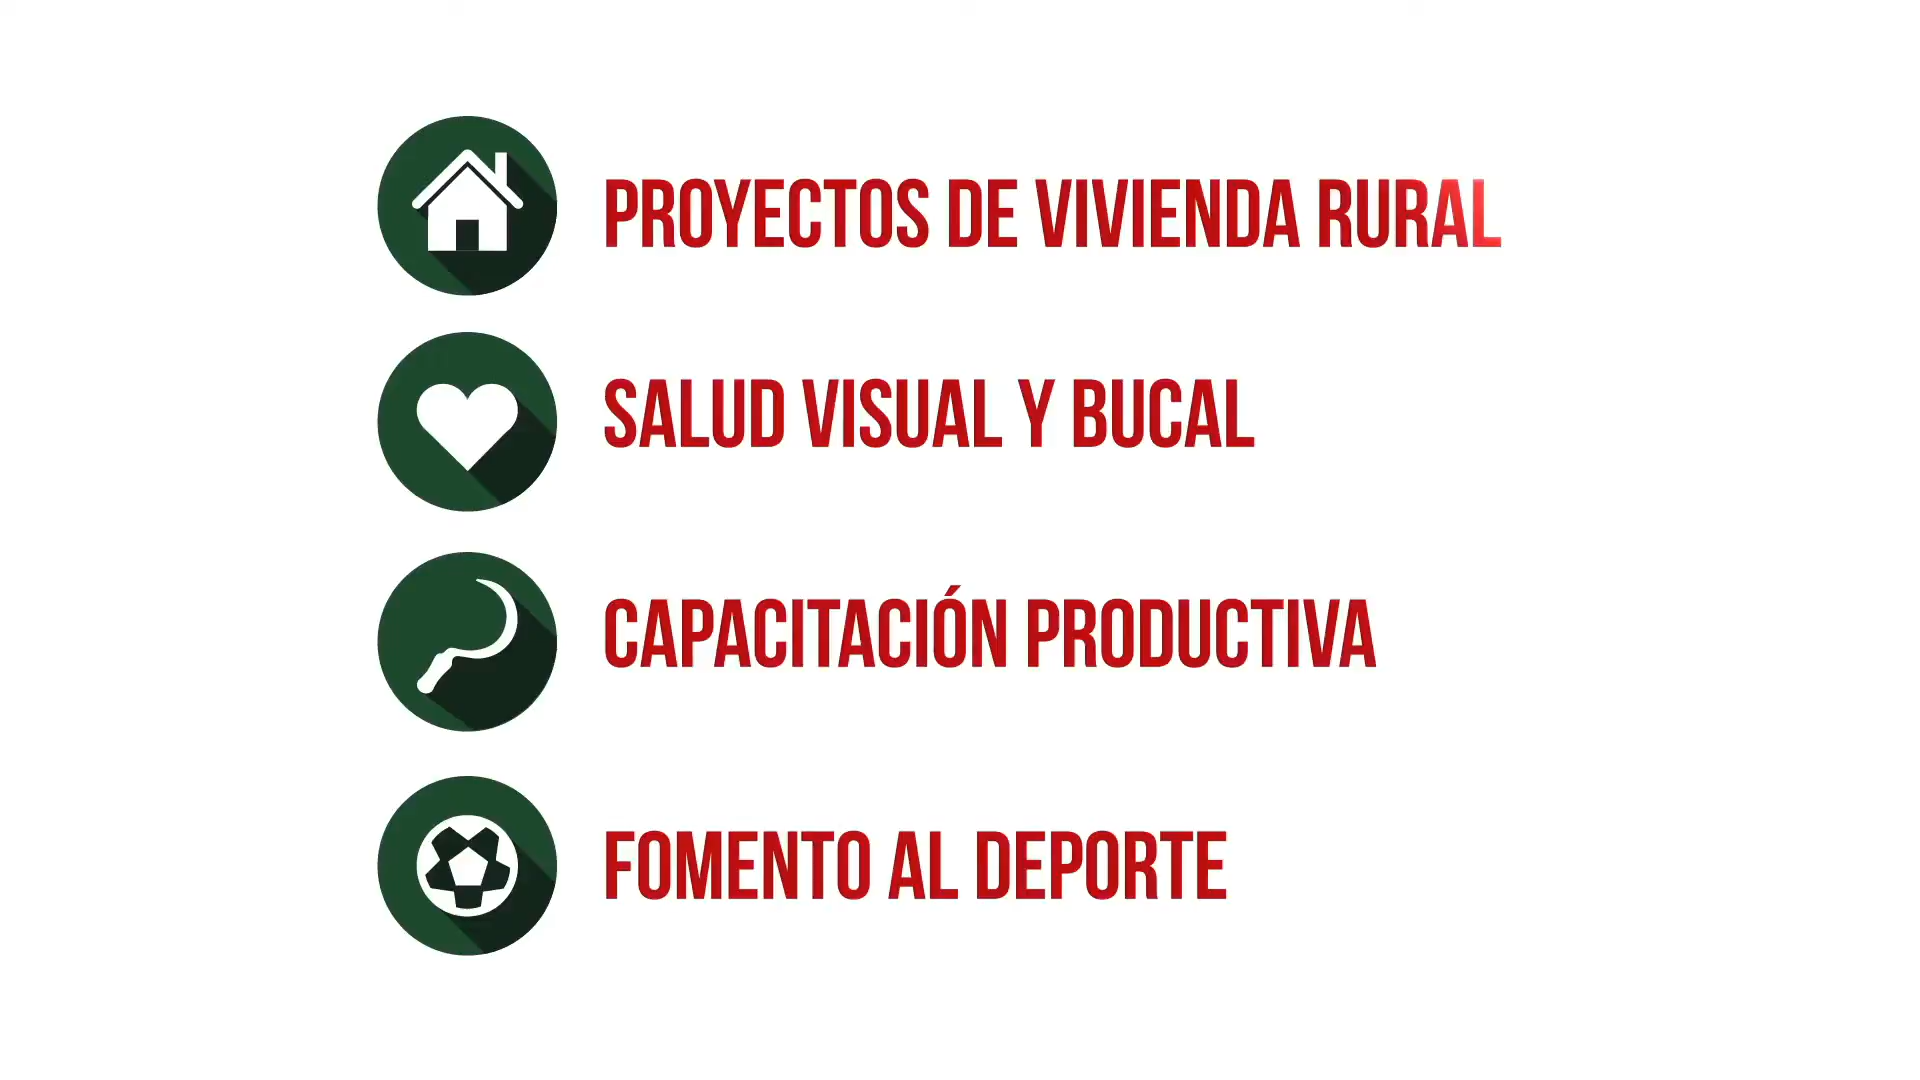 PROYECTOS DE VIVIENDA RURAL
SALUD VISUAL Y BUCAL
CAPACITACIÓN PRODUCTIVA
FOMENTO AL DEPORTE